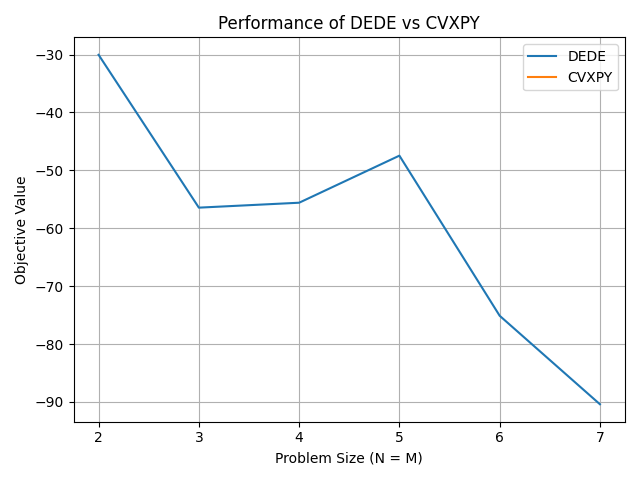 Performance of DEDE vs CVXPY
DEDE
CVXPY
Objective Value
−30
−40
−50
−60
−70
−80
−90
2 3 4 5 6 7
Problem Size (N = M)